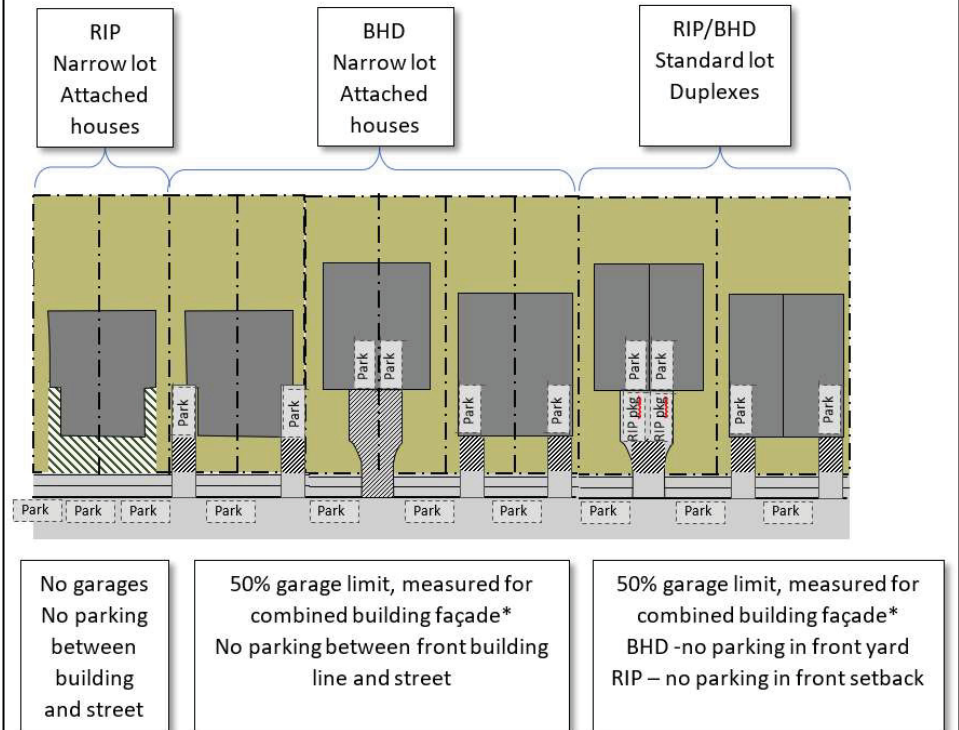 RIP
Narrow lot
Attached
houses
BHD
Narrow lot
Attached
houses
RIP/BHD
Standard lot
Duplexes
Park
Park
Park
Park
Park
Park
Park
Park
Park
RIP pkg
RIP pkg
Park
Park
Park
Park
Park
Park
Park
Park
Park
Park
Park
Park
No garages
No parking
between
building
and street
50% garage limit, measured for
combined building façade*
No parking between front building
line and street
50% garage limit, measured for
combined building façade*
BHD -no parking in front yard
RIP – no parking in front setback